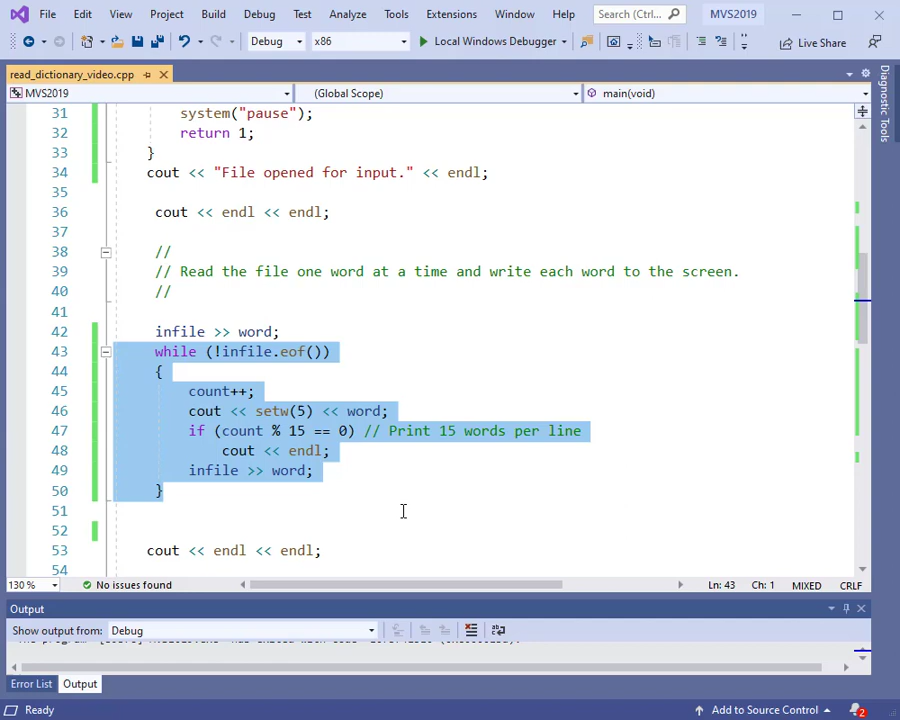 File Edit View Project Build Debug Test Analyze Tools Extensions Window Help Search (Ctrl... MVS2019
Debug x86 Local Windows Debugger Live Share
read_dictionary_video.cpp
MVS2019 (Global Scope) main(void)
Diagnostic Tools
31 system("pause");
32 return 1;
33 }
34 cout << "File opened for input." << endl;
35
36 cout << endl << endl;
37
38 //
39 // Read the file one word at a time and write each word to the screen.
40 //
41
42 infile >> word;
43 while (!infile.eof())
44 {
45 count++;
46 cout << setw(5) << word;
47 if (count % 15 == 0) // Print 15 words per line
48 cout << endl;
49 infile >> word;
50 }
51
52
53 cout << endl << endl;
54
130 % No issues found Ln: 43 Ch: 1 MIXED CRLF
Output
Show output from: Debug
Error List Output
Ready Add to Source Control 2